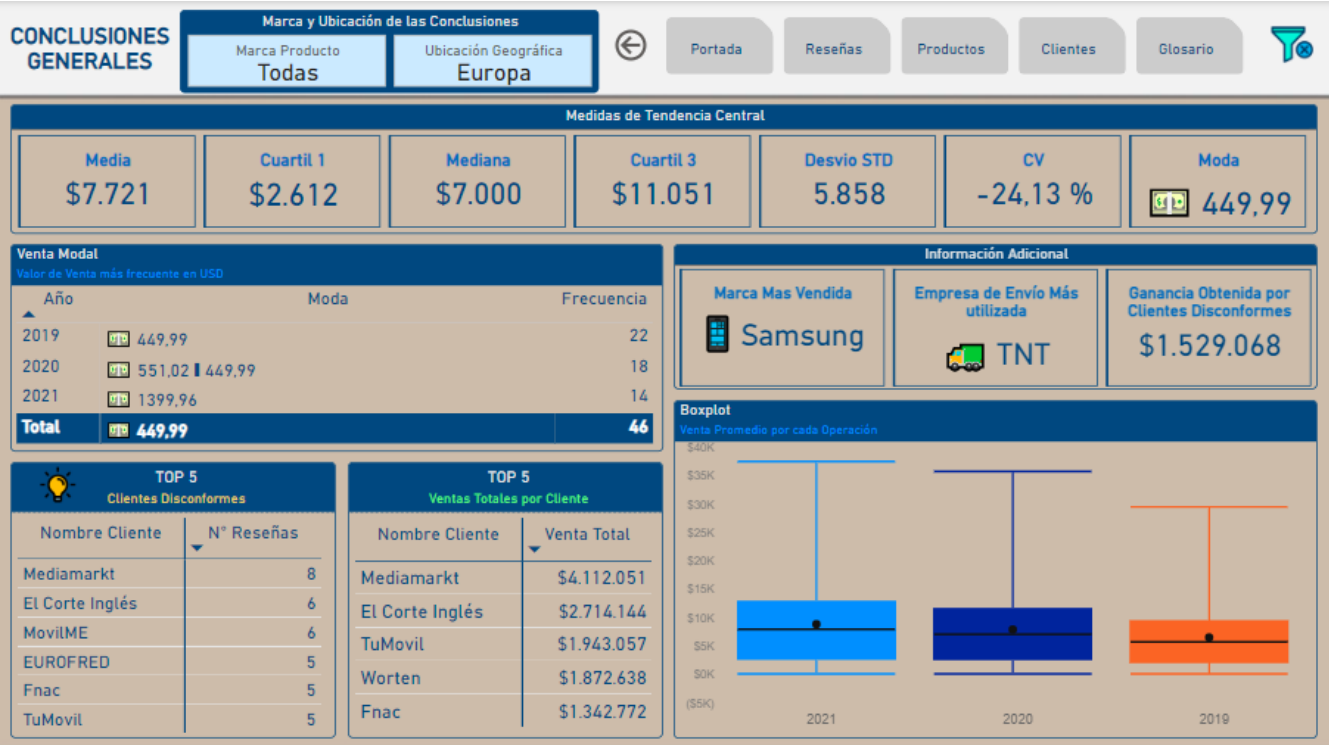 CONCLUSIONES
GENERALES
Marca y Ubicación de las Conclusiones
Marca Producto
Todas
Ubicación Geográfica
Europa
Portada
Reseñas
Productos
Clientes
Glosario
Medidas de Tendencia Central
Media
$7.721
Cuartil 1
$2.612
Mediana
$7.000
Cuartil 3
$11.051
Desvio STD
5.858
CV
-24,13 %
Moda
449,99
Venta Modal
Valor de Venta más frecuente en USD
Año Moda Frecuencia
2019 449,99 22
2020 551,02 449,99 18
2021 1399,96 14
Total 449,99 46
Información Adicional
Marca Mas Vendida
Samsung
Empresa de Envío Más
utilizada
TNT
Ganancia Obtenida por
Clientes Disconformes
$1.529.068
TOP 5
Clientes Disconformes
Nombre Cliente N° Reseñas
Mediamarkt 8
El Corte Inglés 6
MovilME 6
EUROFRED 5
Fnac 5
TuMovil 5
TOP 5
Ventas Totales por Cliente
Nombre Cliente Venta Total
Mediamarkt $4.112.051
El Corte Inglés $2.714.144
TuMovil $1.943.057
Worten $1.872.638
Fnac $1.342.772
Boxplot
Venta Promedio por cada Operación
$40K
$35K
$30K
$25K
$20K
$15K
$10K
$5K
$0K
($5K)
2021 2020 2019